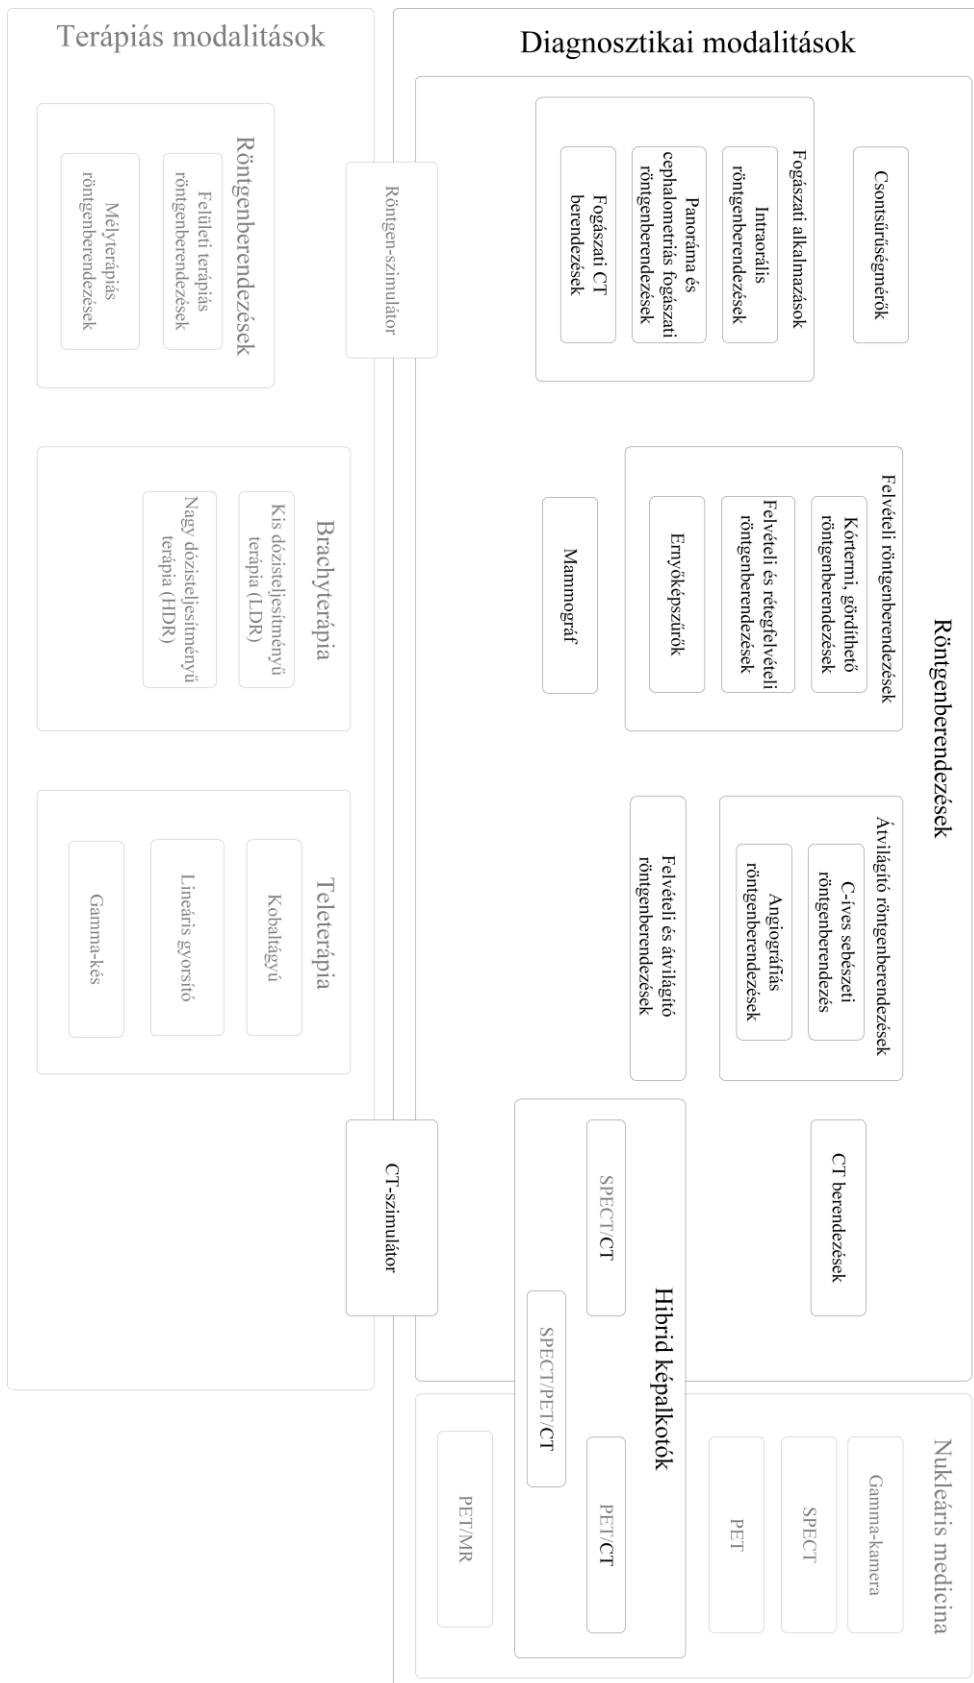 Terápiás modalitások
Diagnosztikai modalitások
Röntgenberendezések
Csontsűrűségmérők
Fogászati alkalmazások
Intraorális
röntgenberendezések
Panoráma és
cephalometriás fogászati
röntgenberendezések
Fogászati CT
berendezések
Felvételi röntgenberendezések
Kórtermi, gördíthető
röntgenberendezések
Felvételi és rétegfelvételi
röntgenberendezések
Ernyőképszűrők
Mammográf
Átvilágító röntgenberendezések
C-íves sebészeti
röntgenberendezés
Angiográfiás
röntgenberendezések
Felvételi és átvilágító
röntgenberendezések
CT berendezések
Hibrid képalkotók
SPECT/CT
SPECT/PET/CT
PET/CT
Nukleáris medicina
Gamma-kamera
SPECT
PET
PET/MR
Röntgen-szimulátor
CT-szimulátor
Röntgenberendezések
Felületi terápiás
röntgenberendezések
Mélyterápiás
röntgenberendezések
Brachyterápia
Kis dózisteljesítményű
terápia (LDR)
Nagy dózisteljesítményű
terápia (HDR)
Teleterápia
Kobaltágyú
Lineáris gyorsító
Gamma-kés